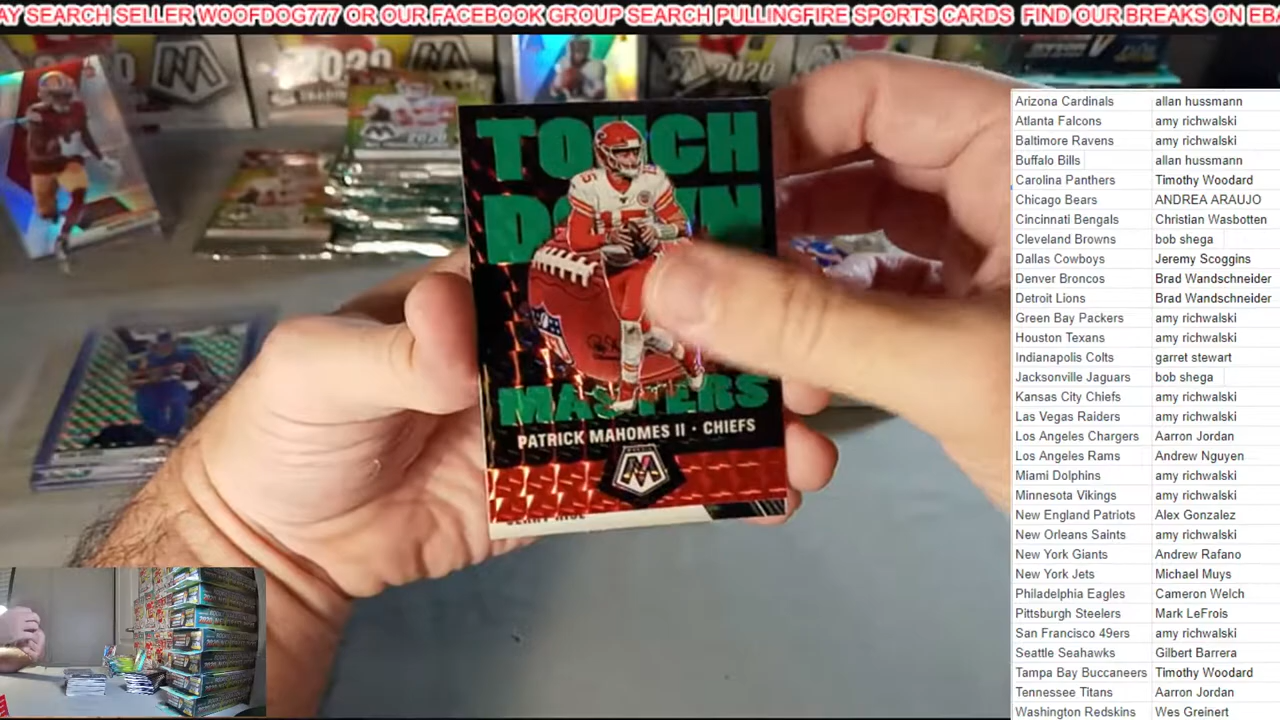 AY SEARCH SELLER WOOFDOG777 OR OUR FACEBOOK GROUP SEARCH PULLINGFIRE SPORTS CARDS  FIND OUR BREAKS ON EBA
2020
2020
2020
TOUCH
DOWN
MASTERS
PATRICK MAHOMES II · CHIEFS
15
Arizona Cardinals allan hussmann
Atlanta Falcons amy richwalski
Baltimore Ravens amy richwalski
Buffalo Bills allan hussmann
Carolina Panthers Timothy Woodard
Chicago Bears ANDREA ARAUJO
Cincinnati Bengals Christian Wasbotten
Cleveland Browns bob shega
Dallas Cowboys Jeremy Scoggins
Denver Broncos Brad Wandschneider
Detroit Lions Brad Wandschneider
Green Bay Packers amy richwalski
Houston Texans amy richwalski
Indianapolis Colts garret stewart
Jacksonville Jaguars bob shega
Kansas City Chiefs amy richwalski
Las Vegas Raiders amy richwalski
Los Angeles Chargers Aarron Jordan
Los Angeles Rams Andrew Nguyen
Miami Dolphins amy richwalski
Minnesota Vikings amy richwalski
New England Patriots Alex Gonzalez
New Orleans Saints amy richwalski
New York Giants Andrew Rafano
New York Jets Michael Muys
Philadelphia Eagles Cameron Welch
Pittsburgh Steelers Mark LeFrois
San Francisco 49ers amy richwalski
Seattle Seahawks Gilbert Barrera
Tampa Bay Buccaneers Timothy Woodard
Tennessee Titans Aarron Jordan
Washington Redskins Wes Greinert